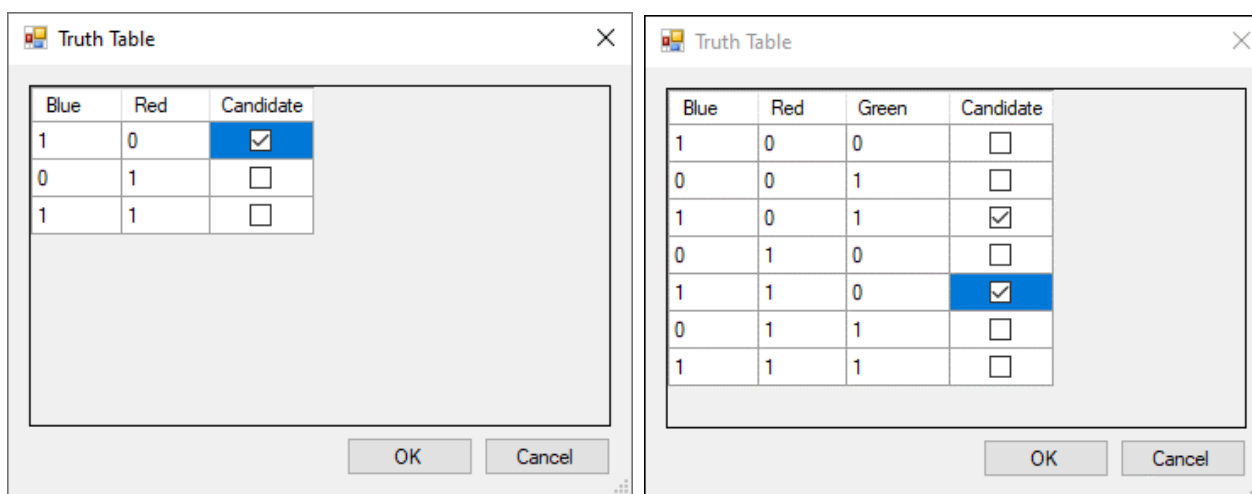 Truth Table
Blue Red Candidate
1 0
0 1
1 1
OK Cancel
Truth Table
Blue Red Green Candidate
1 0 0
0 0 1
1 0 1
0 1 0
1 1 0
0 1 1
1 1 1
OK Cancel